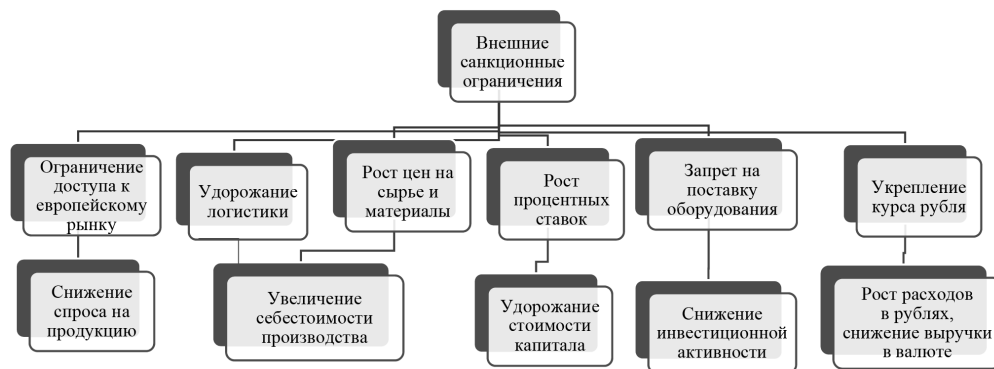 Внешние
санкционные
ограничения
Ограничение
доступа к
европейскому
рынку
Удорожание
логистики
Рост цен на
сырье и
материалы
Рост
процентных
ставок
Запрет на
поставку
оборудования
Укрепление
курса рубля
Снижение
спроса на
продукцию
Увеличение
себестоимости
производства
Удорожание
стоимости
капитала
Снижение
инвестиционной
активности
Рост расходов
в рублях,
снижение выручки
в валюте